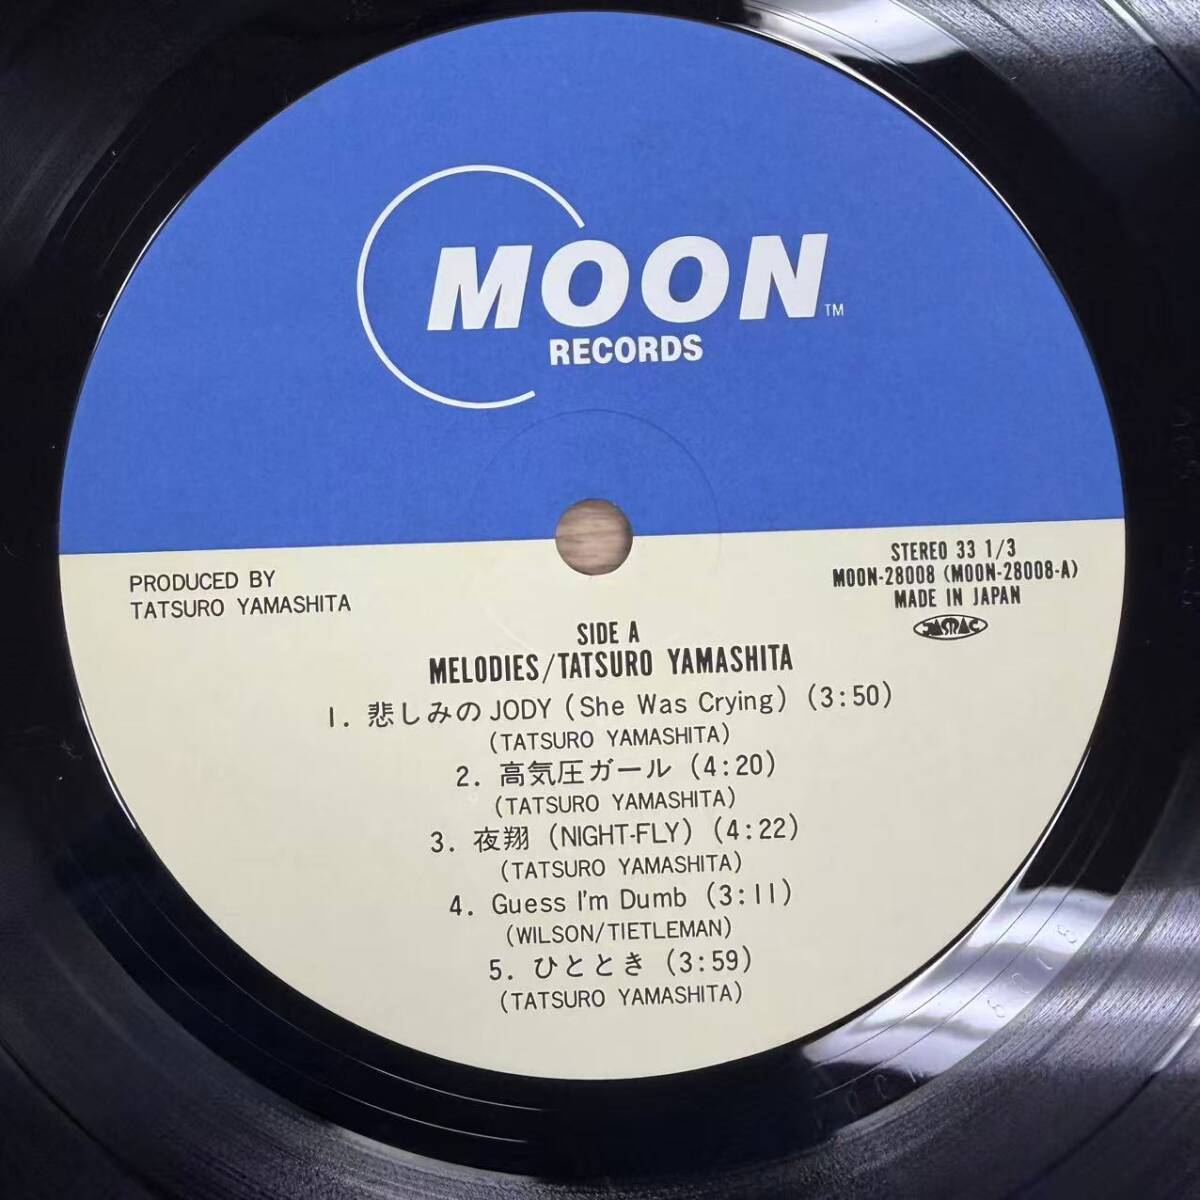 MOON TM
RECORDS
PRODUCED BY
TATSURO YAMASHITA
STEREO 33 1/3
MOON-28008 (MOON-28008-A)
MADE IN JAPAN
JASRAC
SIDE A
MELODIES/TATSURO YAMASHITA
1. 悲しみのJODY (She Was Crying) (3:50)
(TATSURO YAMASHITA)
2. 高気圧ガール (4:20)
(TATSURO YAMASHITA)
3. 夜翔 (NIGHT-FLY) (4:22)
(TATSURO YAMASHITA)
4. Guess I'm Dumb (3:11)
(WILSON/TIETLEMAN)
5. ひととき (3:59)
(TATSURO YAMASHITA)